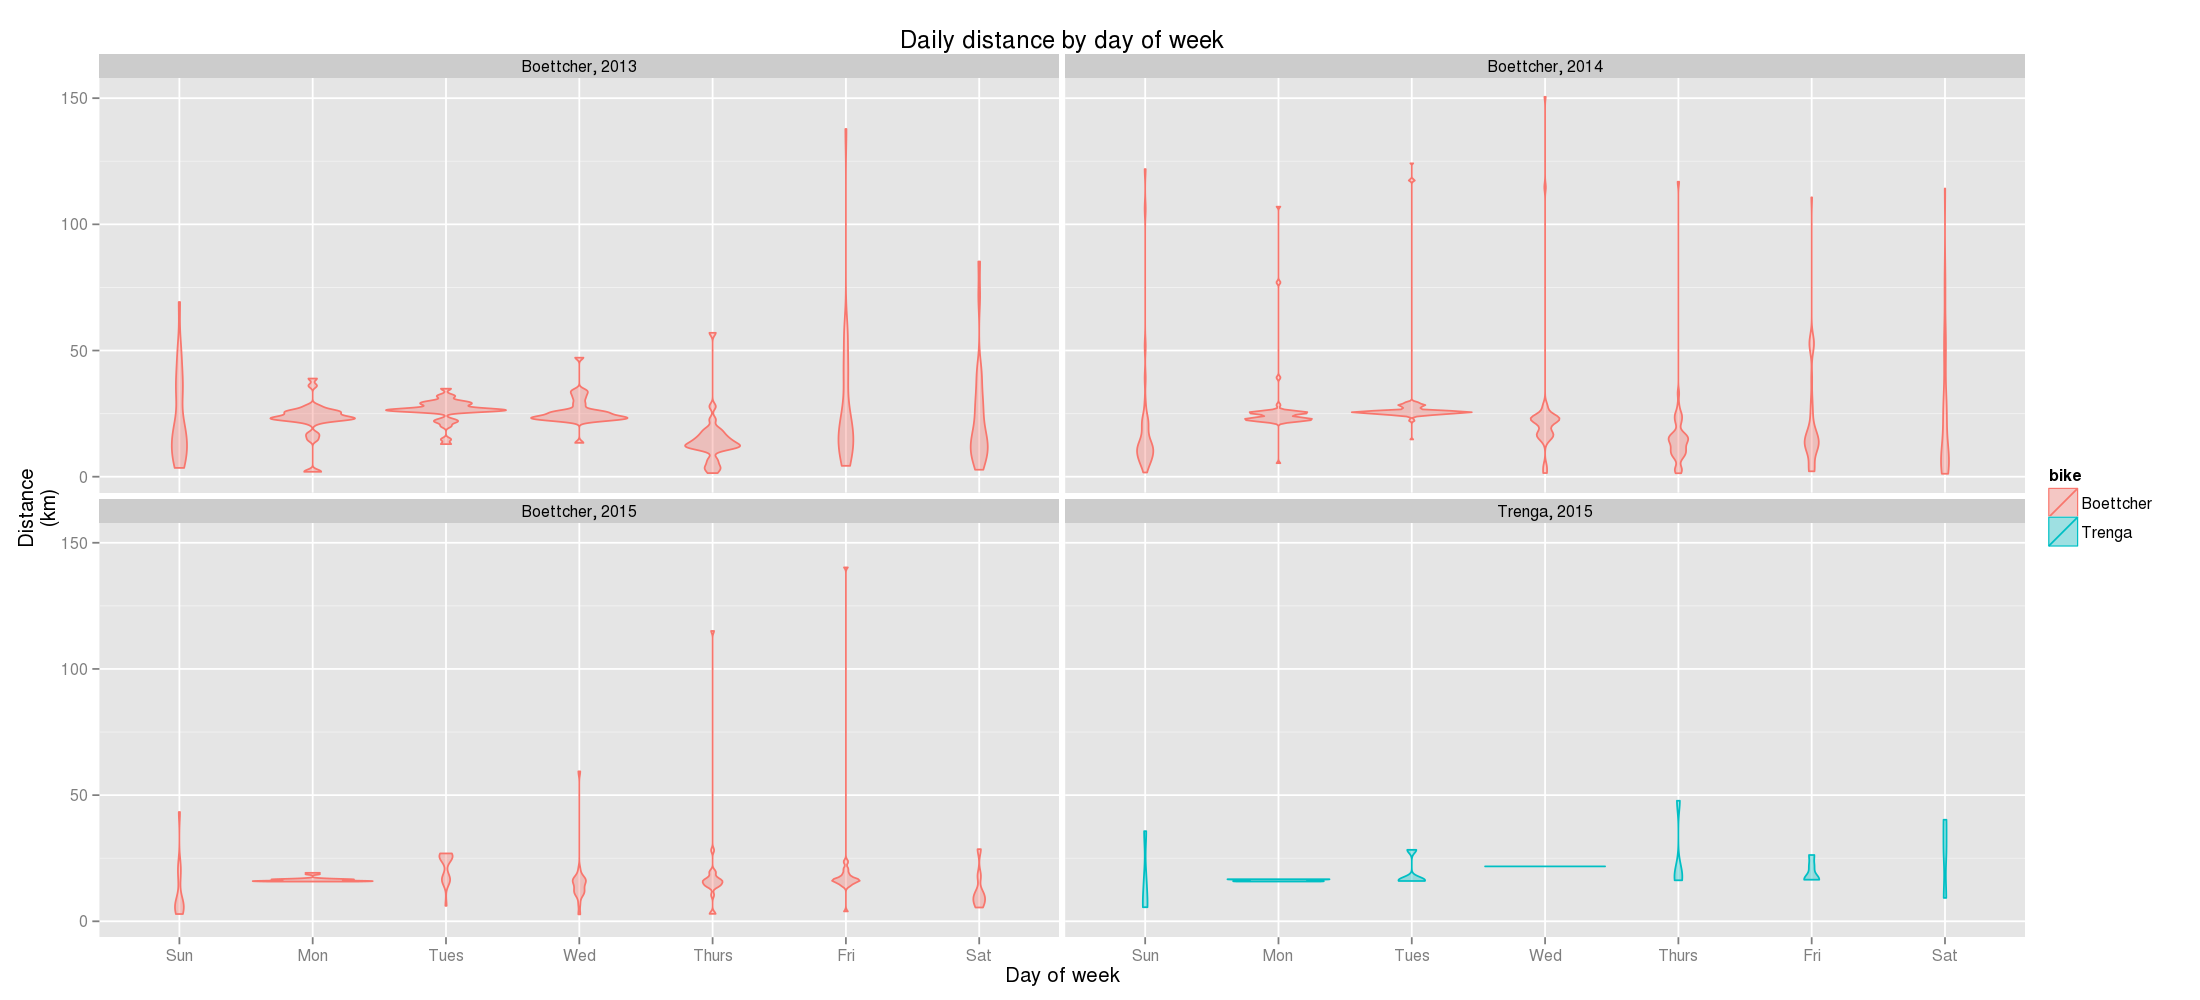 Daily distance by day of week
Boettcher, 2013
Boettcher, 2014
150
100
50
0
Boettcher, 2015
Trenga, 2015
150
100
50
0
Distance
(km)
Sun Mon Tues Wed Thurs Fri Sat
Sun Mon Tues Wed Thurs Fri Sat
Day of week
bike
Boettcher
Trenga